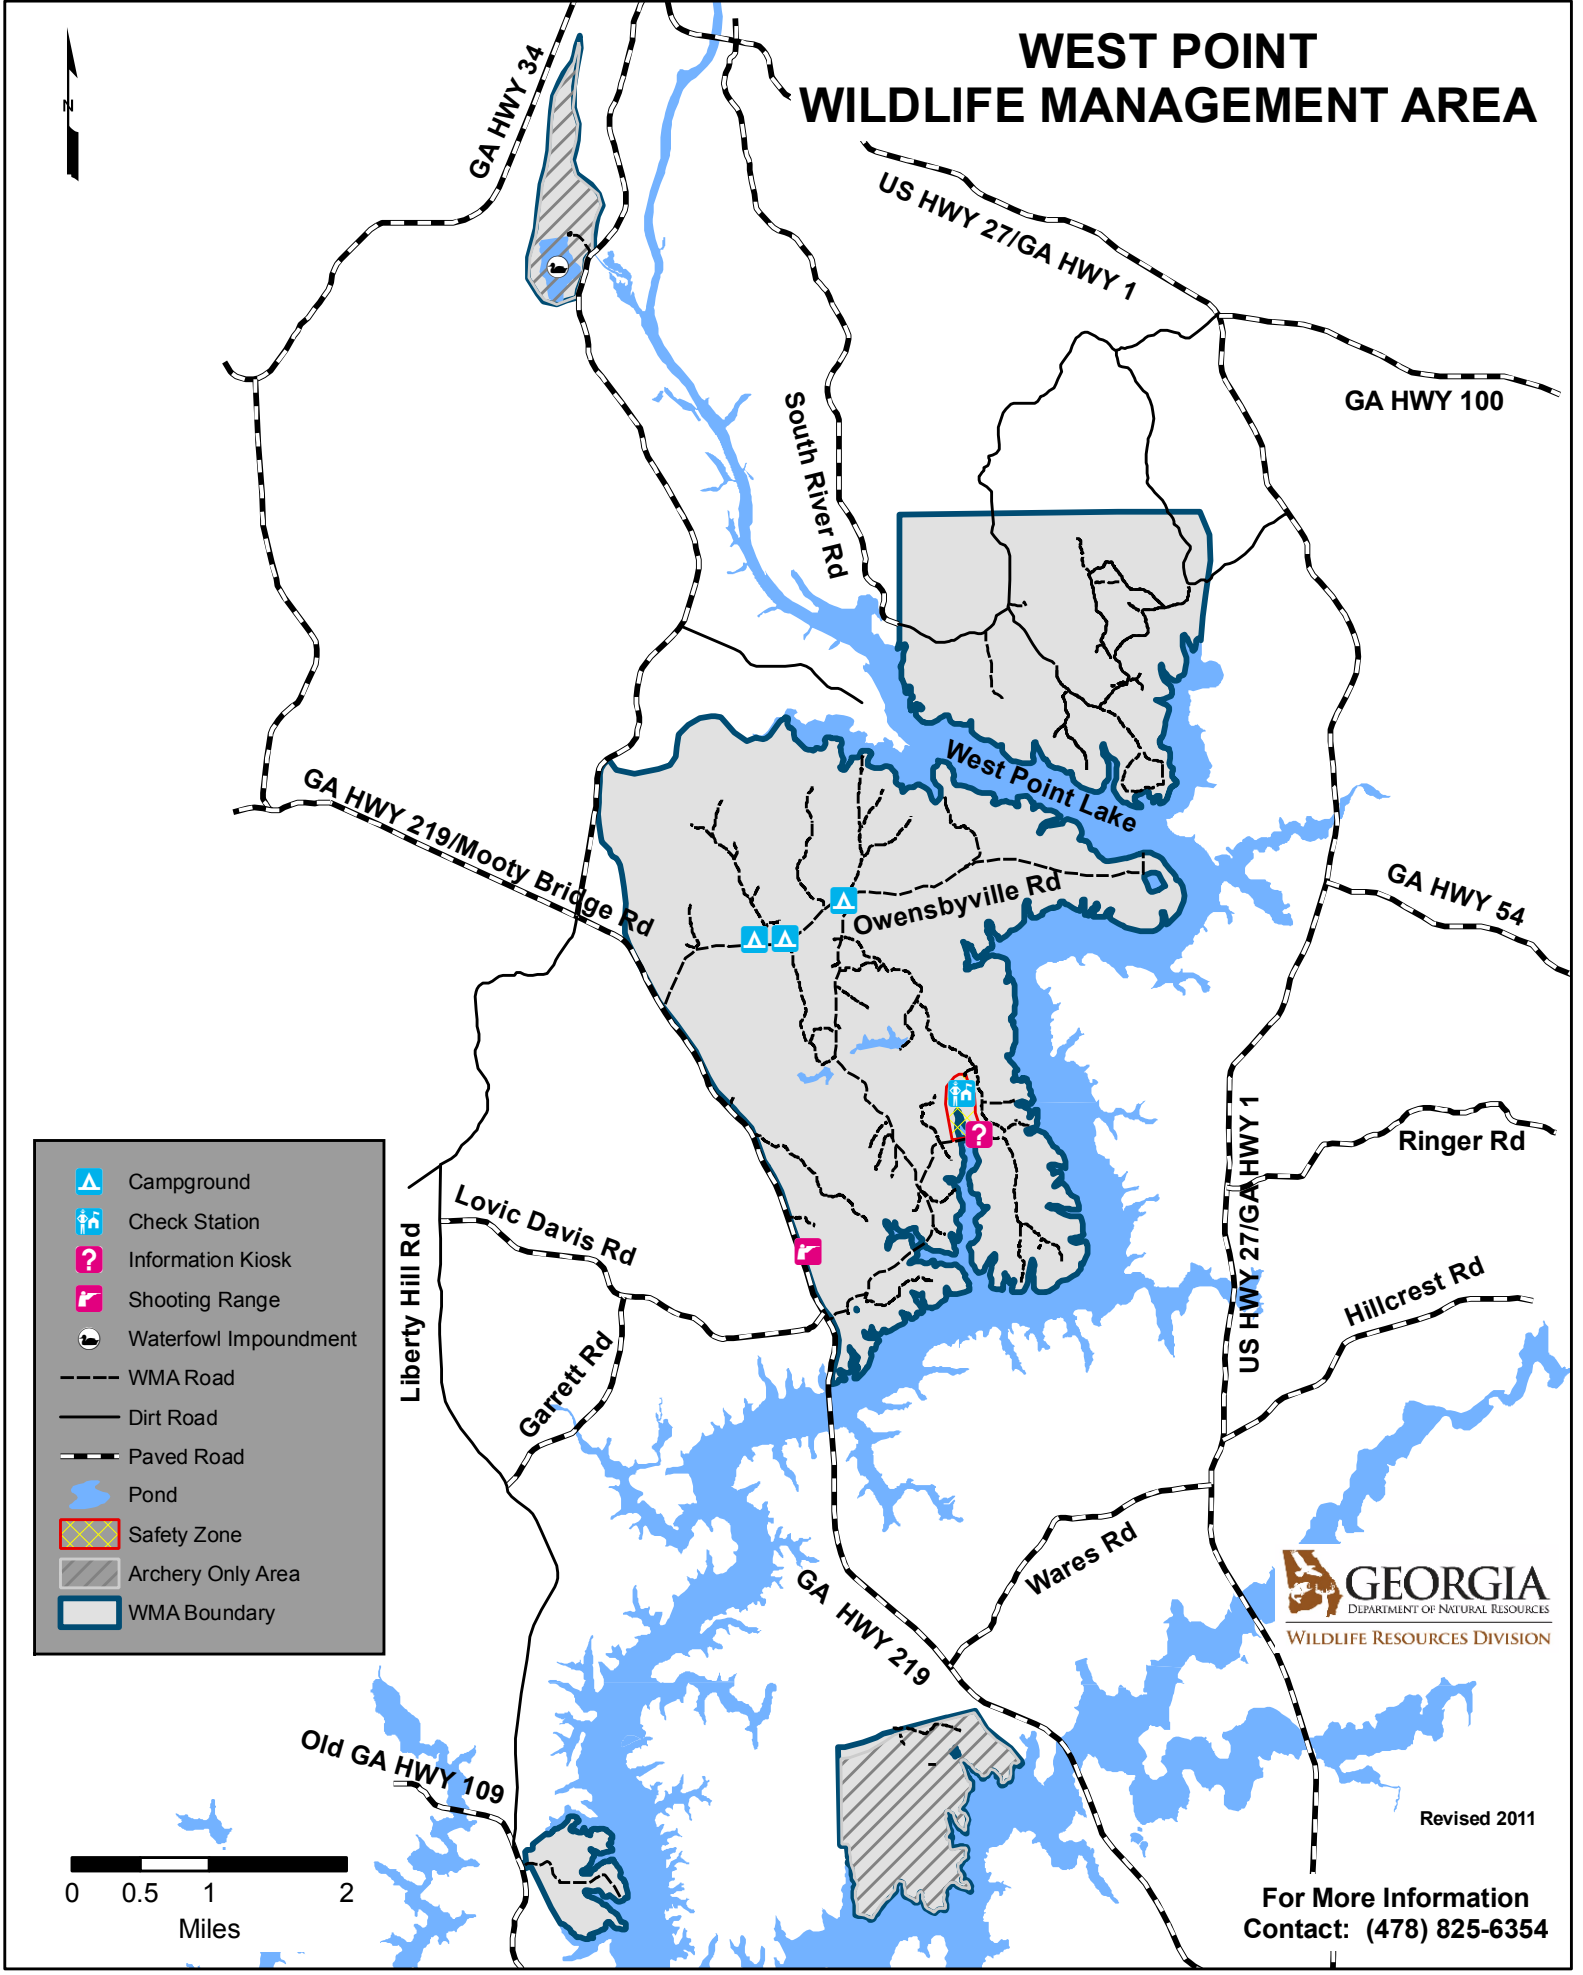 WEST POINT
WILDLIFE MANAGEMENT AREA
N
GA HWY 34
US HWY 27/GA HWY 1
GA HWY 100
South River Rd
West Point Lake
GA HWY 219/Mooty Bridge Rd
Owensbyville Rd
GA HWY 54
Ringer Rd
US HWY 27/GA HWY 1
Hillcrest Rd
Lovic Davis Rd
Liberty Hill Rd
Garrett Rd
Wares Rd
GA HWY 219
Old GA HWY 109
Campground
Check Station
?
Information Kiosk
Shooting Range
Waterfowl Impoundment
WMA Road
Dirt Road
Paved Road
Pond
Safety Zone
Archery Only Area
WMA Boundary
?
GEORGIA
DEPARTMENT OF NATURAL RESOURCES
WILDLIFE RESOURCES DIVISION
Revised 2011
0 0.5 1 2
Miles
For More Information
Contact: (478) 825-6354